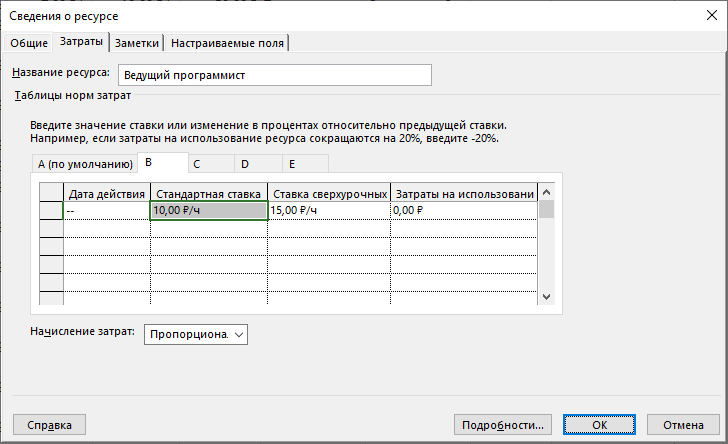 Сведения о ресурсе
Общие Затраты Заметки Настраиваемые поля
Название ресурса: Ведущий программист
Таблицы норм затрат
Введите значение ставки или изменение в процентах относительно предыдущей ставки.
Например, если затраты на использование ресурса сокращаются на 20%, введите -20%.
A (по умолчанию) B C D E
Дата действия Стандартная ставка Ставка сверхурочных Затраты на использовани
-- 10,00 ₽/ч 15,00 ₽/ч 0,00 ₽
Начисление затрат: Пропорциона.
Справка Подробности... ОК Отмена